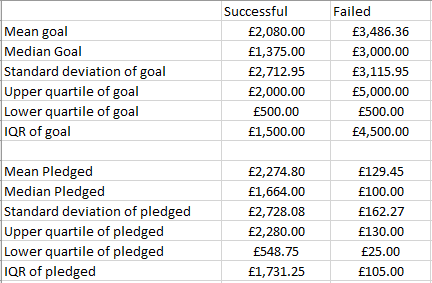 Successful Failed
Mean goal £2,080.00 £3,486.36
Median Goal £1,375.00 £3,000.00
Standard deviation of goal £2,712.95 £3,115.95
Upper quartile of goal £2,000.00 £5,000.00
Lower quartile of goal £500.00 £500.00
IQR of goal £1,500.00 £4,500.00
Mean Pledged £2,274.80 £129.45
Median Pledged £1,664.00 £100.00
Standard deviation of pledged £2,728.08 £162.27
Upper quartile of pledged £2,280.00 £130.00
Lower quartile of pledged £548.75 £25.00
IQR of pledged £1,731.25 £105.00